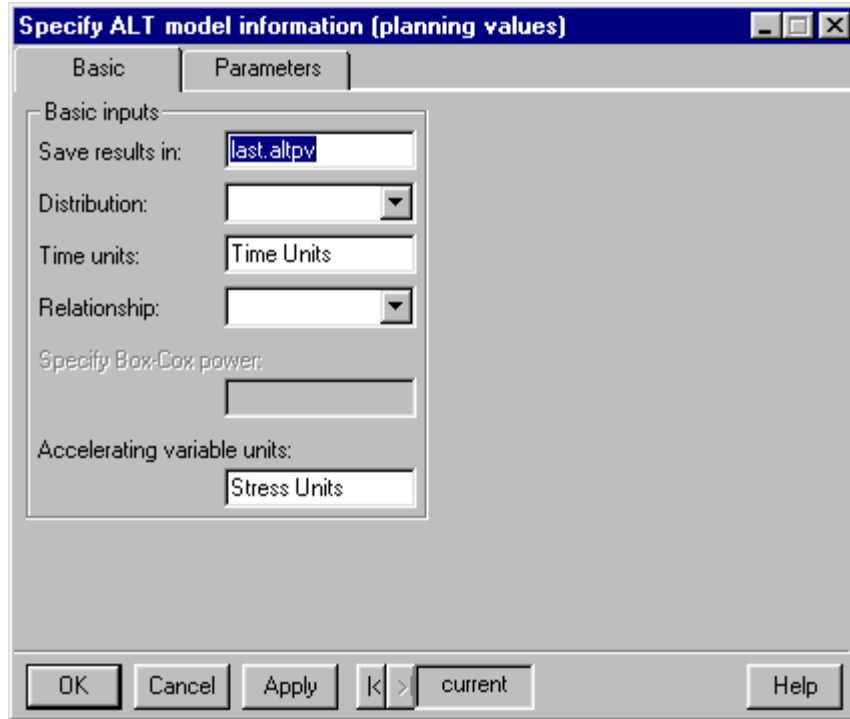 Specify ALT model information (planning values)
Basic Parameters
Basic inputs
Save results in: last.altpv
Distribution:
Time units: Time Units
Relationship:
Specify Box-Cox power:
Accelerating variable units:
Stress Units
OK Cancel Apply |< >| current Help